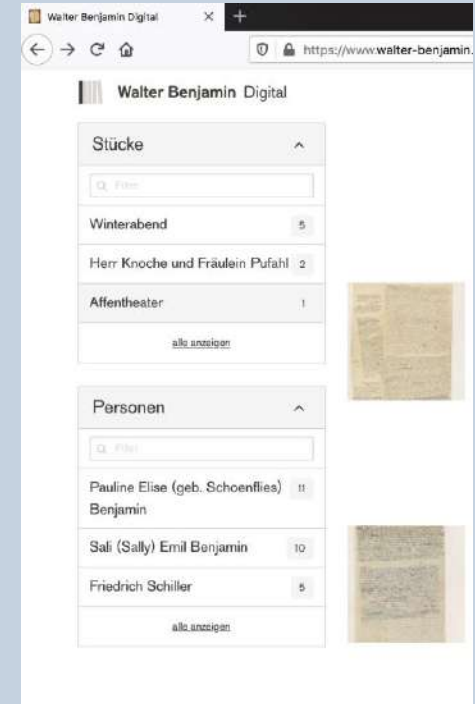 Walter Benjamin Digital
https://www.walter-benjamin.
Walter Benjamin Digital
Stücke
Filter
Winterabend 5
Herr Knoche und Fräulein Pufahl 2
Affentheater 1
alle anzeigen
Personen
Filter
Pauline Elise (geb. Schoenflies) 11
Benjamin
Sali (Sally) Emil Benjamin 10
Friedrich Schiller 5
alle anzeigen